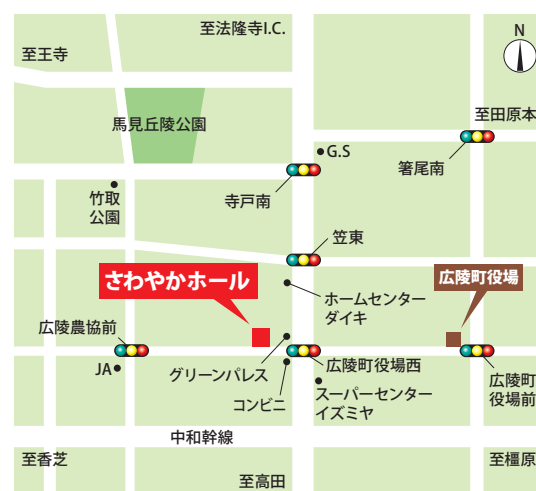 至法隆寺I.C.
N
至王寺
至田原本
馬見丘陵公園
G.S
箸尾南
竹取
公園
寺戸南
笠東
さわやかホール
広陵町役場
ホームセンター
ダイキ
広陵農協前
JA
グリーンパレス
広陵町役場西
広陵町
役場前
コンビニ
スーパーセンター
イズミヤ
中和幹線
至香芝
至高田
至橿原